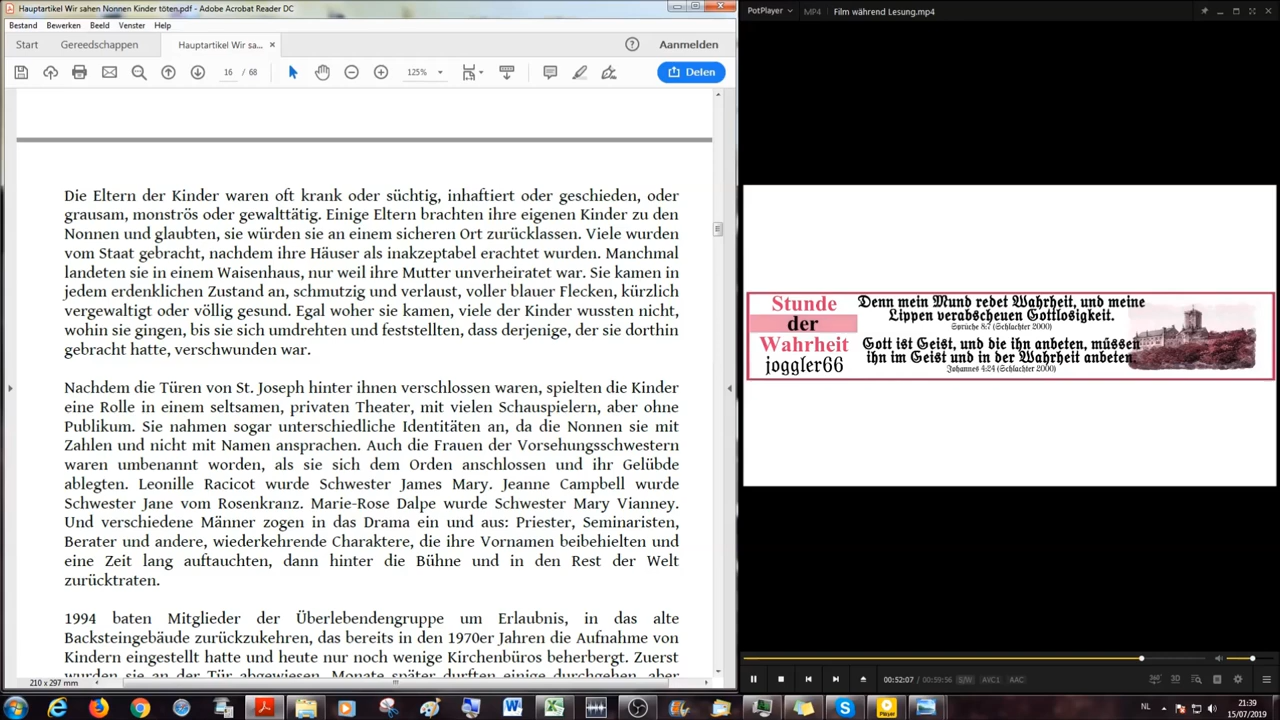 Hauptartikel Wir sahen Nonnen Kinder töten.pdf - Adobe Acrobat Reader DC
Bestand Bewerken Beeld Venster Help
Start Gereedschappen Hauptartikel Wir sa... × Aanmelden
16 / 68 125% Delen
Die Eltern der Kinder waren oft krank oder süchtig, inhaftiert oder geschieden, oder
grausam, monströs oder gewalttätig. Einige Eltern brachten ihre eigenen Kinder zu den
Nonnen und glaubten, sie würden sie an einem sicheren Ort zurücklassen. Viele wurden
vom Staat gebracht, nachdem ihre Häuser als inakzeptabel erachtet wurden. Manchmal
landeten sie in einem Waisenhaus, nur weil ihre Mutter unverheiratet war. Sie kamen in
jedem erdenklichen Zustand an, schmutzig und verlaust, voller blauer Flecken, kürzlich
vergewaltigt oder völlig gesund. Egal woher sie kamen, viele der Kinder wussten nicht,
wohin sie gingen, bis sie sich umdrehten und feststellten, dass derjenige, der sie dorthin
gebracht hatte, verschwunden war.
Nachdem die Türen von St. Joseph hinter ihnen verschlossen waren, spielten die Kinder
eine Rolle in einem seltsamen, privaten Theater, mit vielen Schauspielern, aber ohne
Publikum. Sie nahmen sogar unterschiedliche Identitäten an, da die Nonnen sie mit
Zahlen und nicht mit Namen ansprachen. Auch die Frauen der Vorsehungsschwestern
waren umbenannt worden, als sie sich dem Orden anschlossen und ihr Gelübde
ablegten. Leonille Racicot wurde Schwester James Mary. Jeanne Campbell wurde
Schwester Jane vom Rosenkranz. Marie-Rose Dalpe wurde Schwester Mary Vianney.
Und verschiedene Männer zogen in das Drama ein und aus: Priester, Seminaristen,
Berater und andere, wiederkehrende Charaktere, die ihre Vornamen beibehielten und
eine Zeit lang auftauchten, dann hinter die Bühne und in den Rest der Welt
zurücktraten.
1994 baten Mitglieder der Überlebendengruppe um Erlaubnis, in das alte
Backsteingebäude zurückzukehren, das bereits in den 1970er Jahren die Aufnahme von
Kindern eingestellt hatte und heute nur noch wenige Kirchenbüros beherbergt. Zuerst
wurden sie an der Tür abgewiesen. Monate später durften einige durchgehen, aber
210 x 297 mm
PotPlayer MP4 Film während Lesung.mp4
Stunde
der
Wahrheit
joggler66
Denn mein Mund redet Wahrheit, und meine
Lippen verabscheuen Gottlosigkeit.
Sprüche 8:7 (Schlachter 2000)
Gott ist Geist, und die ihn anbeten, müssen
ihn im Geist und in der Wahrheit anbeten.
Johannes 4:24 (Schlachter 2000)
00:52:07 / 00:59:36 S/W AVC1 AAC
360° 3D
NL 21:39
15/07/2019